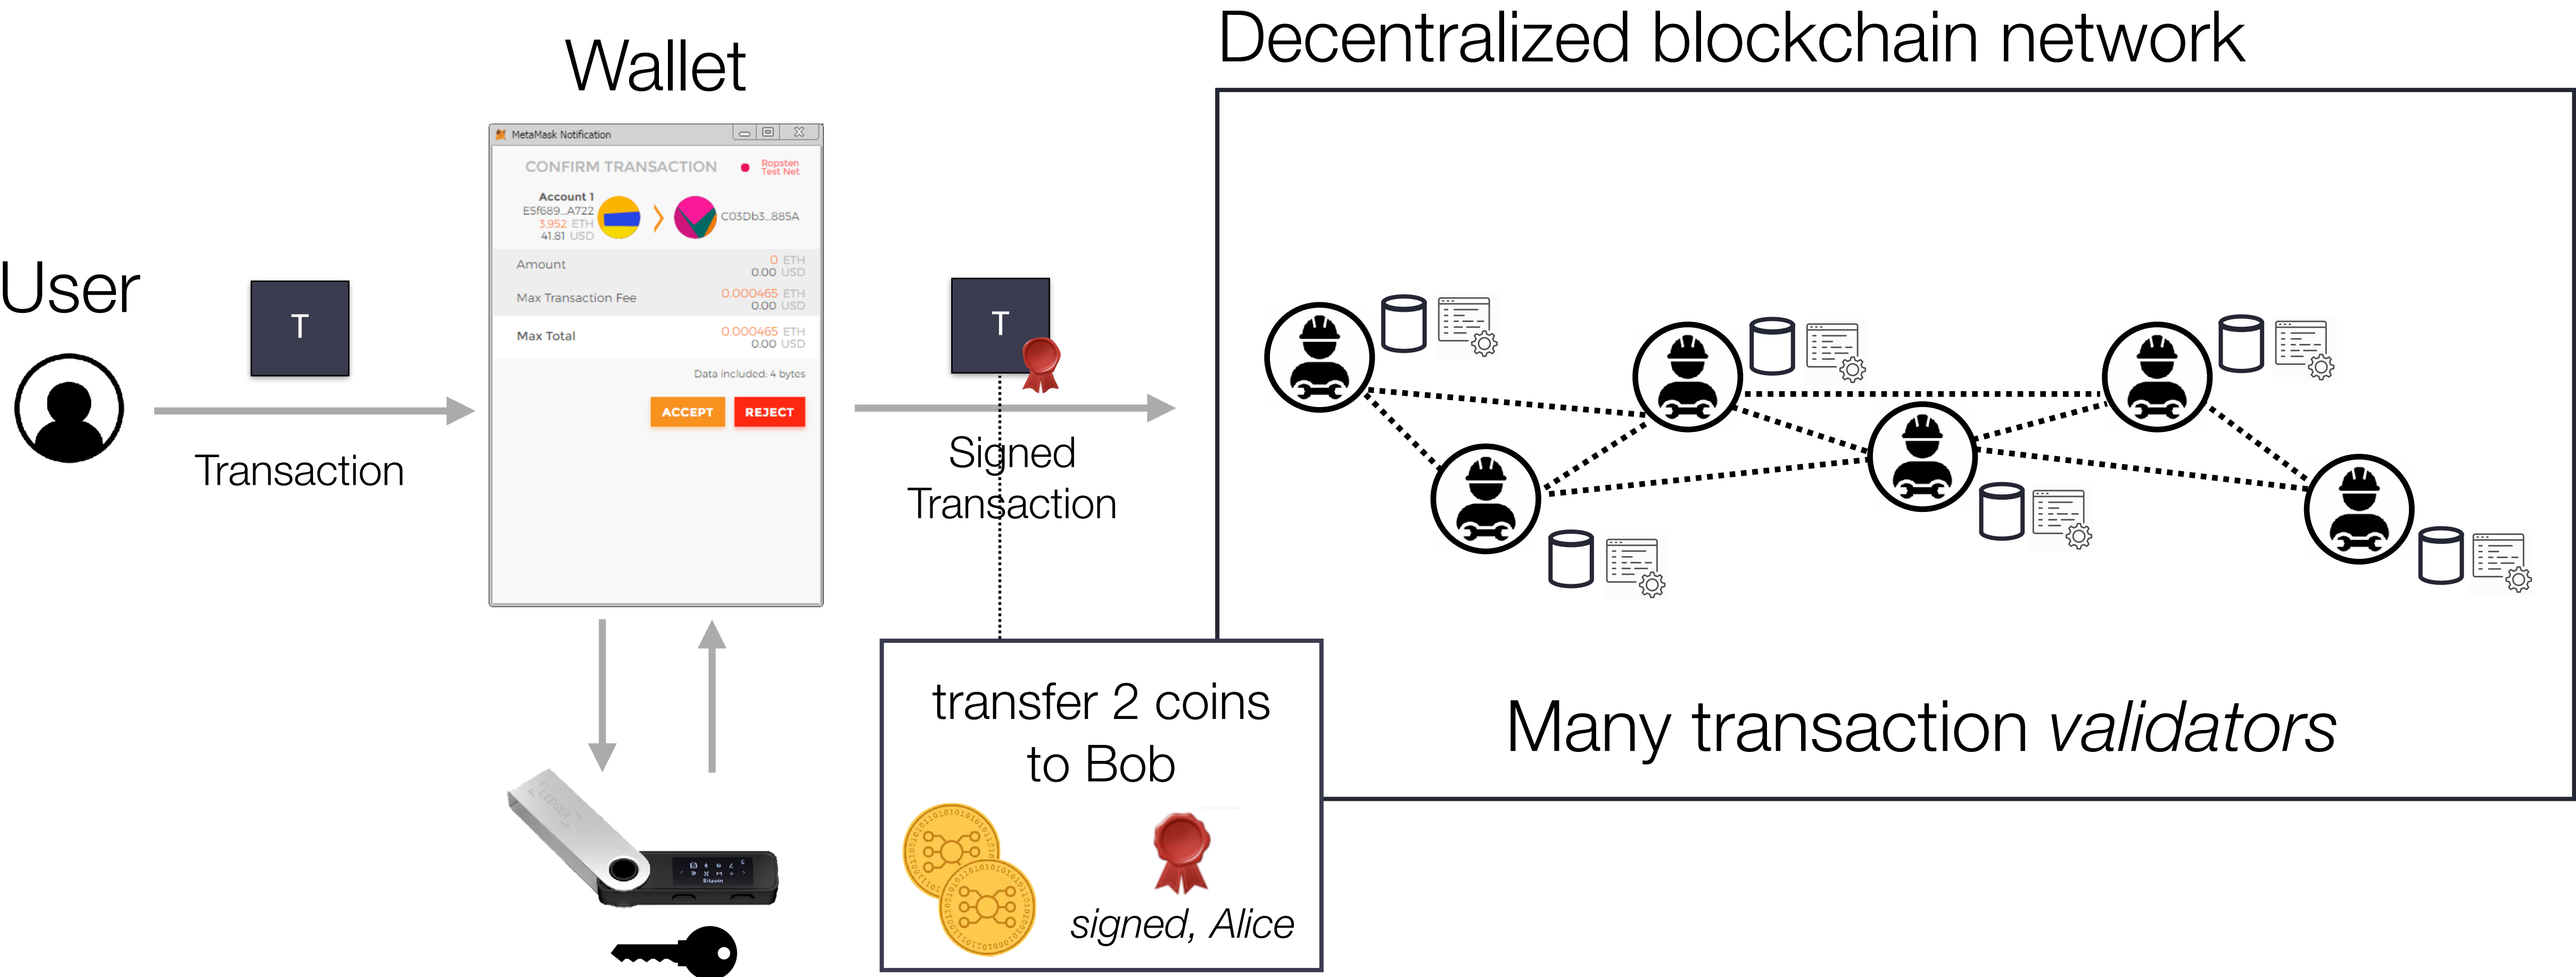 Decentralized blockchain network
Wallet
MetaMask Notification
CONFIRM TRANSACTION
Ropsten
Test Net
Account 1
E5f689...A722
3.952 ETH
41.81 USD
C03Db3...885A
Amount
0 ETH
0.00 USD
Max Transaction Fee
0.000465 ETH
0.00 USD
Max Total
0.000465 ETH
0.00 USD
Data included: 4 bytes
ACCEPT
REJECT
User
T
Transaction
T
Signed
Transaction
Many transaction validators
transfer 2 coins
to Bob
signed, Alice
LEDGER
Bitcoin